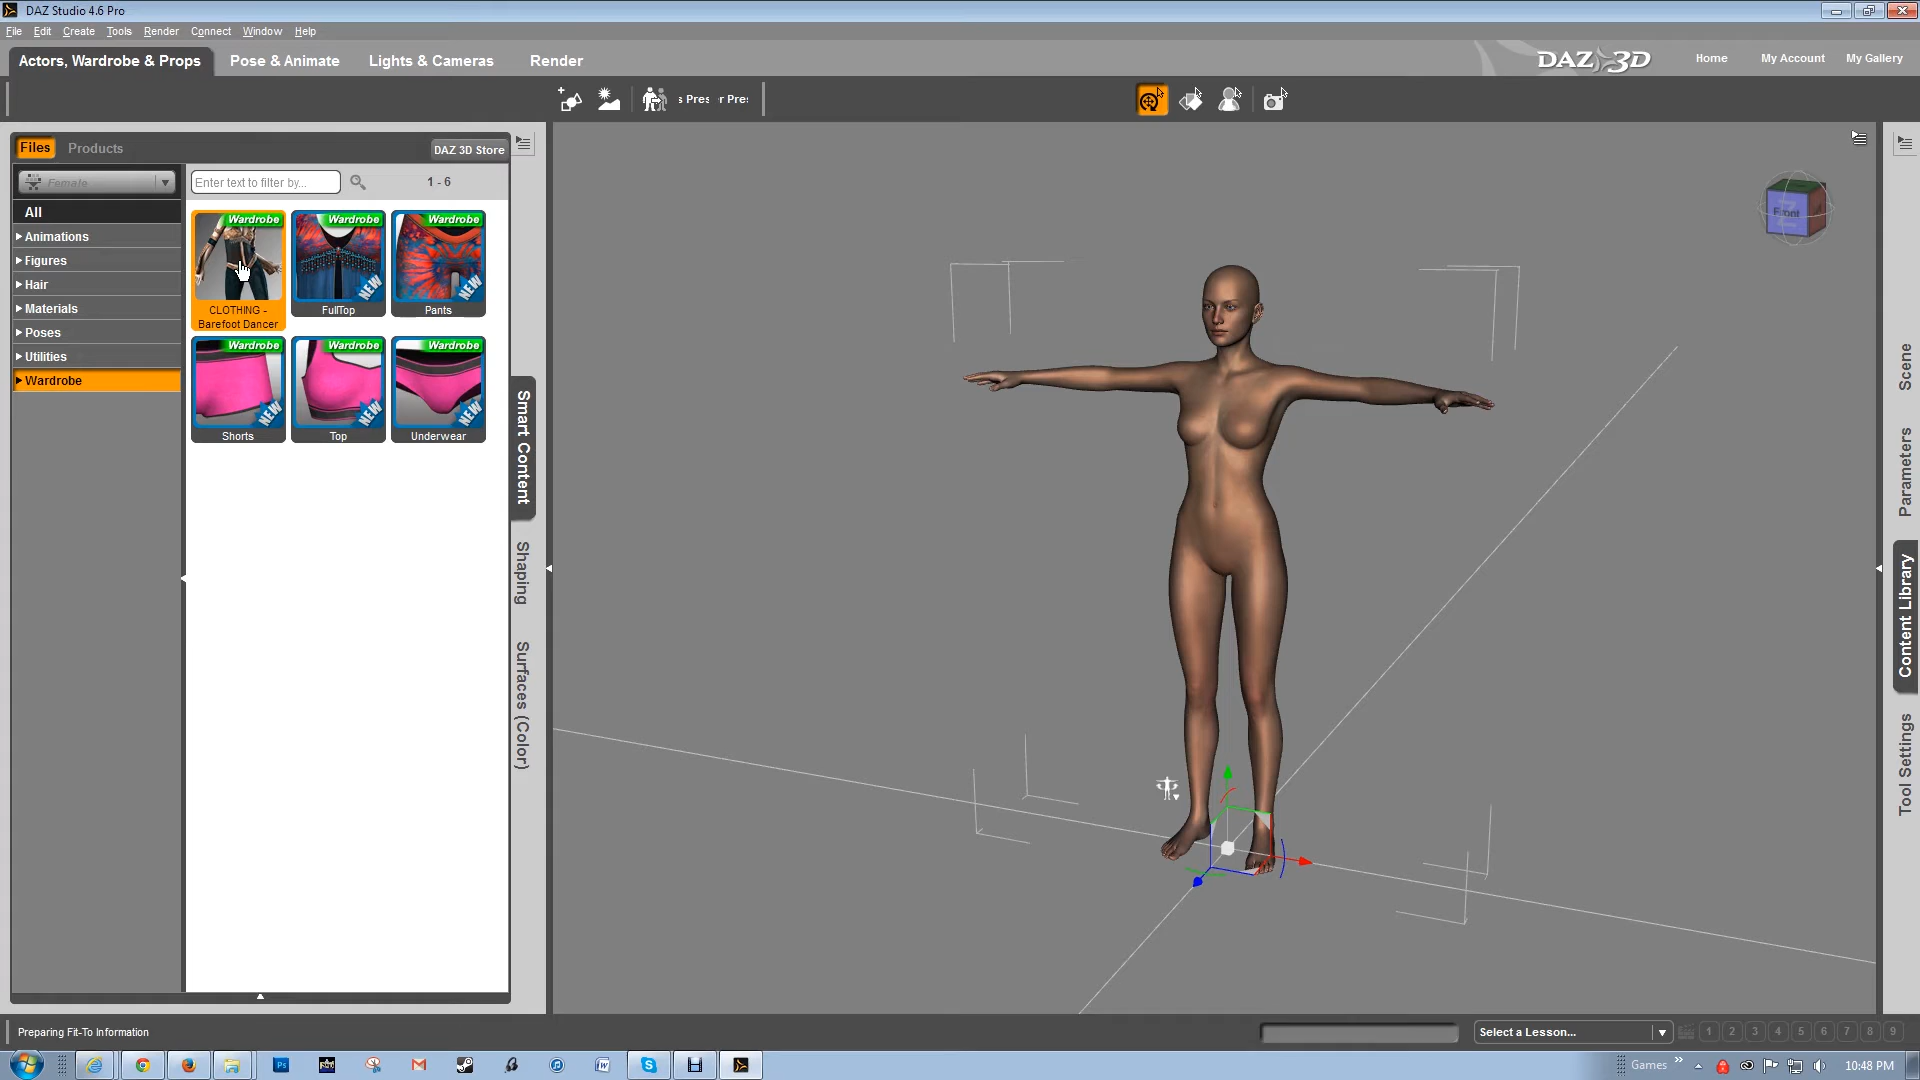 DAZ Studio 4.6 Pro
File Edit Create Tools Render Connect Window Help
Actors, Wardrobe & Props Pose & Animate Lights & Cameras Render
DAZ 3D Home My Account My Gallery
s Pres r Pres
Files Products DAZ 3D Store
Female
Enter text to filter by... 1 - 6
All
Animations
Figures
Hair
Materials
Poses
Utilities
Wardrobe
Wardrobe Wardrobe Wardrobe
NEW NEW
CLOTHING - Barefoot Dancer
FullTop
Pants
Wardrobe Wardrobe Wardrobe
NEW NEW NEW
Shorts Top Underwear
Smart Content
Shaping
Surfaces (Color)
Front
Scene
Parameters
Content Library
Tool Settings
Preparing Fit-To Information
Select a Lesson... 1 2 3 4 5 6 7 8 9
Ps
Games » 10:48 PM